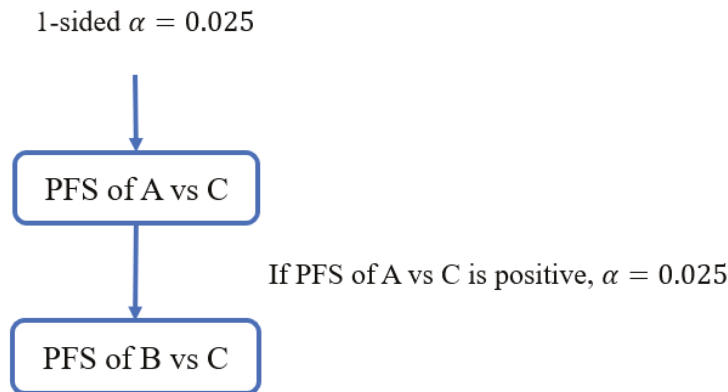 1-sided α = 0.025
PFS of A vs C
If PFS of A vs C is positive, α = 0.025
PFS of B vs C